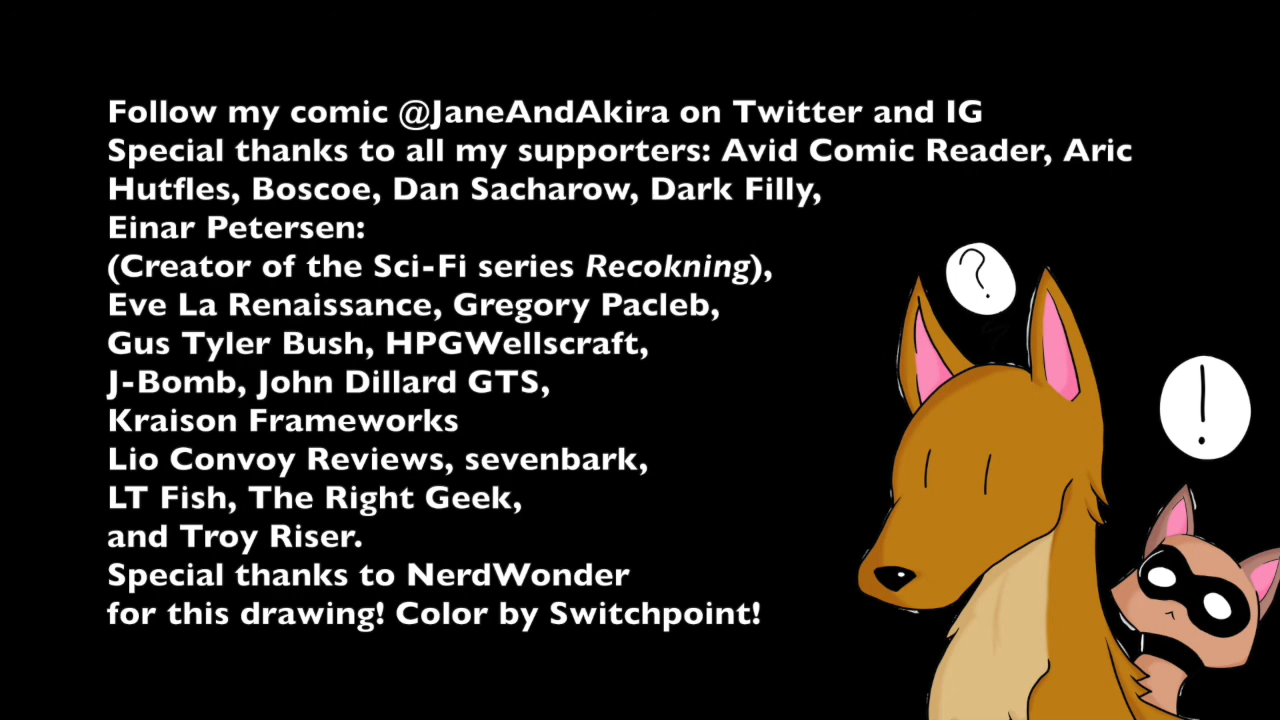 Follow my comic @JaneAndAkira on Twitter and IG
Special thanks to all my supporters: Avid Comic Reader, Aric
Hutfles, Boscoe, Dan Sacharow, Dark Filly,
Einar Petersen:
(Creator of the Sci-Fi series Recokning),
Eve La Renaissance, Gregory Pacleb,
Gus Tyler Bush, HPGWellscraft,
J-Bomb, John Dillard GTS,
Kraison Frameworks
Lio Convoy Reviews, sevenbark,
LT Fish, The Right Geek,
and Troy Riser.
Special thanks to NerdWonder
for this drawing! Color by Switchpoint!
?
!